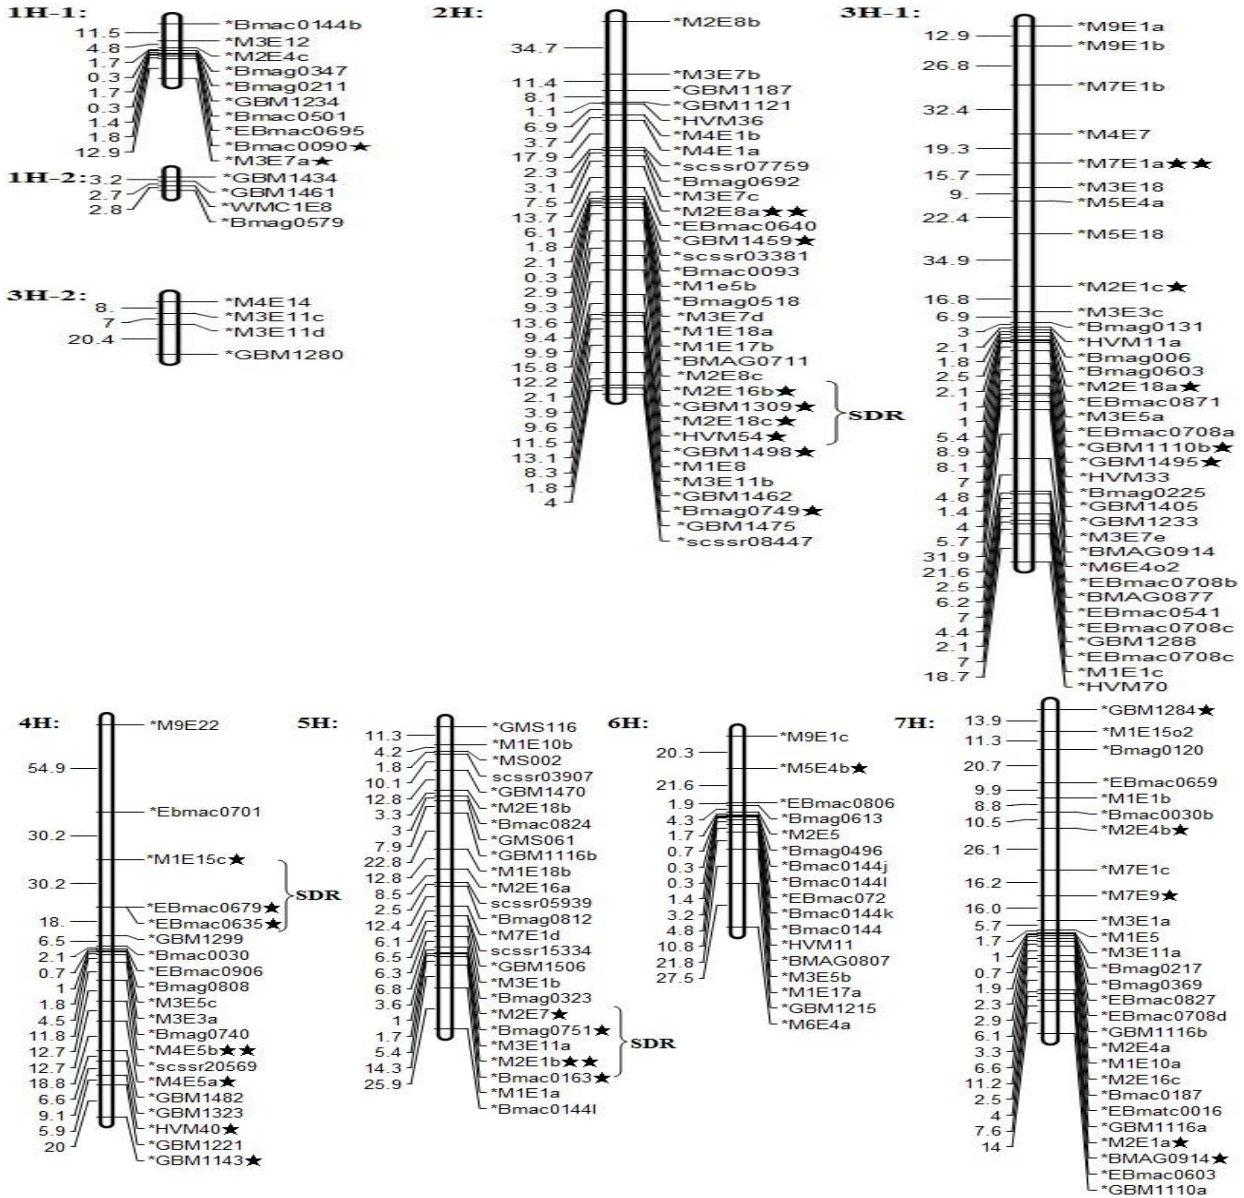 1H-1:
11.5
4.8
1.7
0.3
1.7
0.3
1.4
1.8
12.9
*Bmac0144b
*M3E12
*M2E4c
*Bmag0347
*Bmag0211
*GBM1234
*Bmac0501
*EBmac0695
*Bmac0090★
*M3E7a★
1H-2:
3.2
2.7
2.8
*GBM1434
*GBM1461
*WMC1E8
*Bmag0579
3H-2:
8.
7
20.4
*M4E14
*M3E11c
*M3E11d
*GBM1280
2H:
34.7
11.4
8.1
1.1
6.9
3.7
17.9
2.3
3.1
7.5
13.7
6.1
1.8
2.1
0.3
2.9
9.3
13.6
9.4
9.9
15.8
12.2
2.1
3.9
9.6
11.5
13.1
8.3
1.8
4
*M2E8b
*M3E7b
*GBM1187
*GBM1121
*HVM36
*M4E1b
*M4E1a
*scssr07759
*Bmag0692
*M3E7c
*M2E8a★★
*EBmac0640
*GBM1459★
*scssr03381
*Bmac0093
*M1e5b
*Bmag0518
*M3E7d
*M1E18a
*M1E17b
*BMAG0711
*M2E8c
*M2E16b★
*GBM1309★
*M2E18c★
*HVM54★
*GBM1498★
*M1E8
*M3E11b
*GBM1462
*Bmag0749★
*GBM1475
*scssr08447
SDR
3H-1:
12.9
26.8
32.4
19.3
15.7
9.
22.4
34.9
16.8
6.9
3
2.1
1.8
2.5
2.1
1
1
5.4
8.9
8.1
7
4.8
1.4
4
5.7
31.9
21.6
2.5
6.2
7
4.4
2.1
7
18.7
*M9E1a
*M9E1b
*M7E1b
*M4E7
*M7E1a★★
*M3E18
*M5E4a
*M5E18
*M2E1c★
*M3E3c
*Bmag0131
*HVM11a
*Bmag006
*Bmag0603
*M2E18a★
*EBmac0871
*M3E5a
*EBmac0708a
*GBM1110b★
*GBM1495★
*HVM33
*Bmag0225
*GBM1405
*GBM1233
*M3E7e
*BMAG0914
*M6E4o2
*EBmac0708b
*BMAG0877
*EBmac0541
*EBmac0708c
*GBM1288
*EBmac0708c
*M1E1c
*HVM70
4H:
54.9
30.2
30.2
18.
6.5
2.1
0.7
1
1.8
4.5
11.8
12.7
12.7
18.8
6.6
9.1
5.9
20
*M9E22
*Ebmac0701
*M1E15c★
*EBmac0679★
*EBmac0635★
*GBM1299
*Bmac0030
*EBmac0906
*Bmag0808
*M3E5c
*M3E3a
*Bmag0740
*M4E5b★★
*scssr20569
*M4E5a★
*GBM1482
*GBM1323
*HVM40★
*GBM1221
*GBM1143★
SDR
5H:
11.3
4.2
1.8
10.1
12.8
3.3
3
7.9
22.8
12.8
8.5
2.5
12.4
6.1
6.5
6.3
6.8
3.6
1
1.7
5.4
14.3
25.9
*GMS116
*M1E10b
*MS002
scssr03907
*GBM1470
*M2E18b
*Bmac0824
*GMS061
*GBM1116b
*M1E18b
*M2E16a
scssr05939
*Bmag0812
*M7E1d
scssr15334
*GBM1506
*M3E1b
*Bmag0323
*M2E7★
*Bmag0751★
*M3E11a
*M2E1b★★
*Bmac0163★
*M1E1a
*Bmac0144l
SDR
6H:
20.3
21.6
1.9
4.3
1.7
0.7
0.3
0.3
1.4
3.2
4.8
10.8
21.8
27.5
*M9E1c
*M5E4b★
*EBmac0806
*Bmag0613
*M2E5
*Bmag0496
*Bmac0144j
*Bmac0144l
*EBmac072
*Bmac0144k
*Bmac0144
*HVM11
*BMAG0807
*M3E5b
*M1E17a
*GBM1215
*M6E4a
7H:
13.9
11.3
20.7
9.9
8.8
10.5
26.1
16.2
16.0
5.7
1.7
1
0.7
1.9
2.3
2.9
6.1
3.3
6.6
11.2
2.5
4
7.6
14
*GBM1284★
*M1E15o2
*Bmag0120
*EBmac0659
*M1E1b
*Bmac0030b
*M2E4b★
*M7E1c
*M7E9★
*M3E1a
*M1E5
*M3E11a
*Bmag0217
*Bmag0369
*EBmac0827
*EBmac0708d
*GBM1116b
*M2E4a
*M1E10a
*M2E16c
*Bmac0187
*EBmatc0016
*GBM1116a
*M2E1a★
*BMAG0914★
*EBmac0603
*GBM1110a